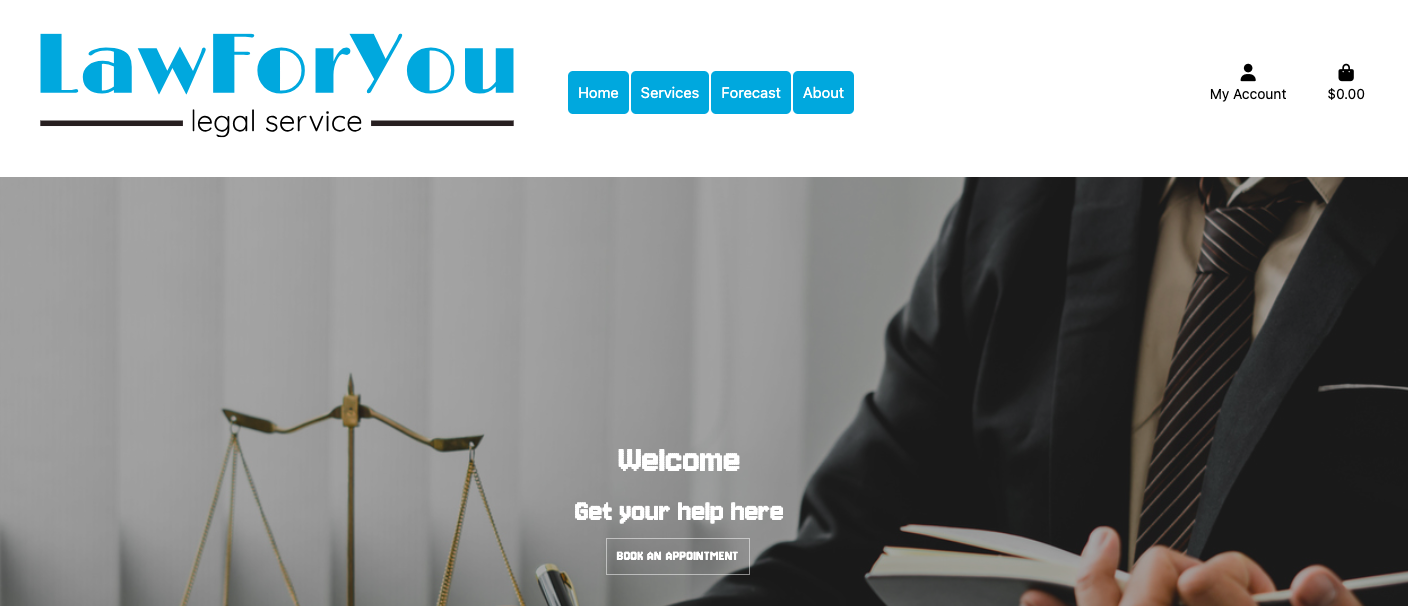 LawForYou
legal service
Home Services Forecast About
My Account $0.00
Welcome
Get your help here
BOOK AN APPOINTMENT